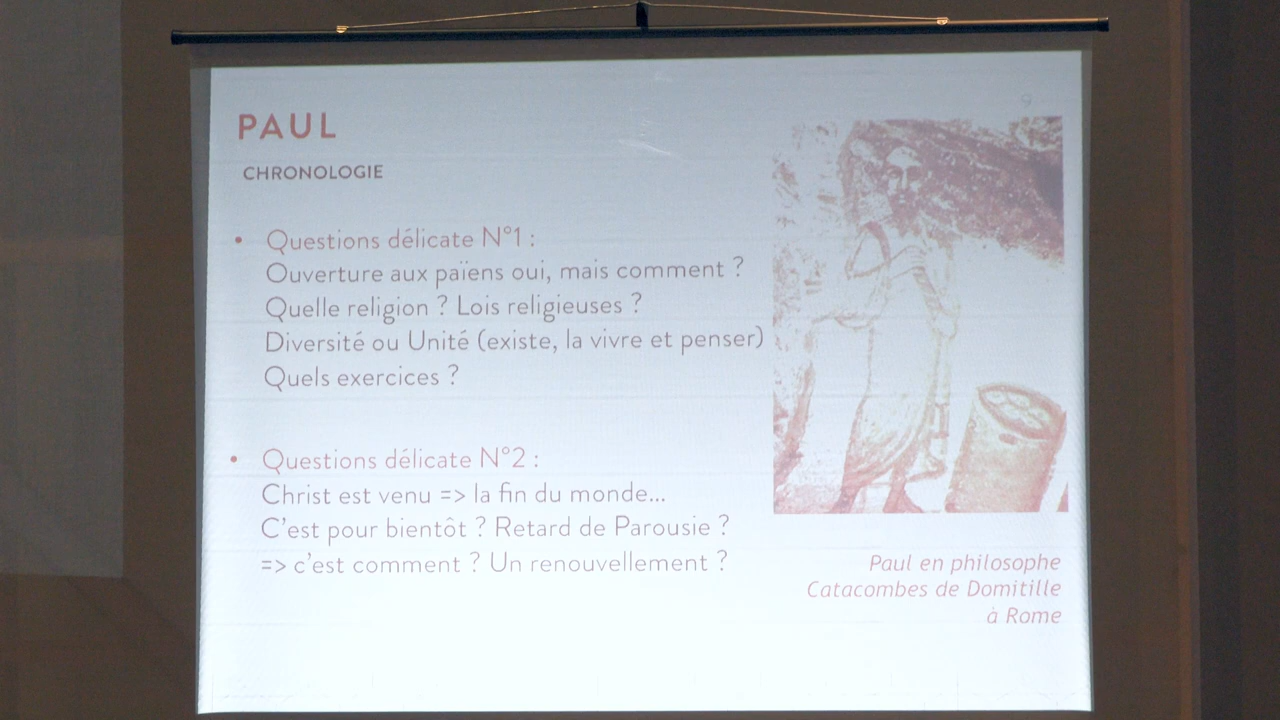 9
PAUL
CHRONOLOGIE
• Questions délicate N°1 :
Ouverture aux païens oui, mais comment ?
Quelle religion ? Lois religieuses ?
Diversité ou Unité (existe, la vivre et penser)
Quels exercices ?
• Questions délicate N°2 :
Christ est venu => la fin du monde...
C'est pour bientôt ? Retard de Parousie ?
=> c'est comment ? Un renouvellement ?
Paul en philosophe
Catacombes de Domitille
à Rome